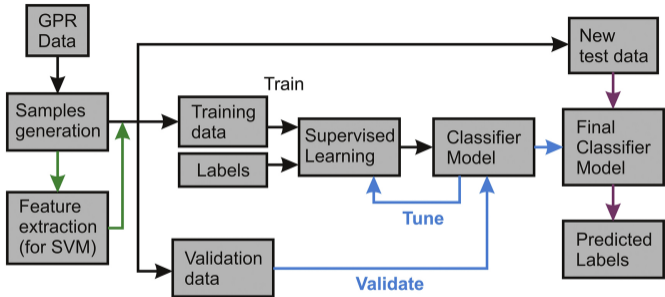 GPR
Data
New
test data
Train
Samples
generation
Training
data
Supervised
Learning
Classifier
Model
Final
Classifier
Model
Labels
Feature
extraction
(for SVM)
Tune
Validation
data
Validate
Predicted
Labels